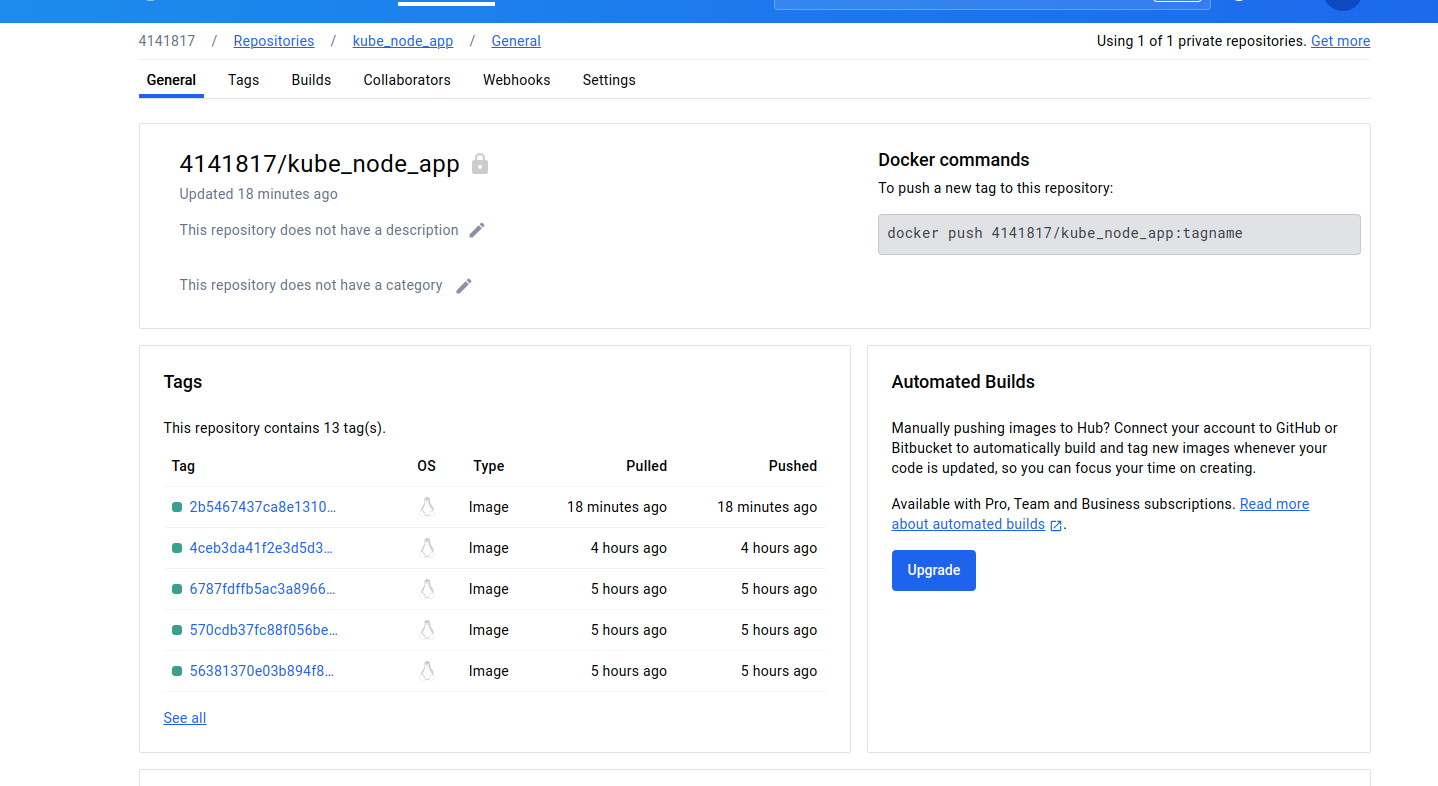 4141817 / Repositories / kube_node_app / General
Using 1 of 1 private repositories. Get more
General Tags Builds Collaborators Webhooks Settings
4141817/kube_node_app
Updated 18 minutes ago
This repository does not have a description
This repository does not have a category
Docker commands
To push a new tag to this repository:
docker push 4141817/kube_node_app:tagname
Tags
This repository contains 13 tag(s).
Tag OS Type Pulled Pushed
2b5467437ca8e1310... Image 18 minutes ago 18 minutes ago
4ceb3da41f2e3d5d3... Image 4 hours ago 4 hours ago
6787fdffb5ac3a8966... Image 5 hours ago 5 hours ago
570cdb37fc88f056be... Image 5 hours ago 5 hours ago
56381370e03b894f8... Image 5 hours ago 5 hours ago
See all
Automated Builds
Manually pushing images to Hub? Connect your account to GitHub or
Bitbucket to automatically build and tag new images whenever your
code is updated, so you can focus your time on creating.
Available with Pro, Team and Business subscriptions. Read more
about automated builds .
Upgrade